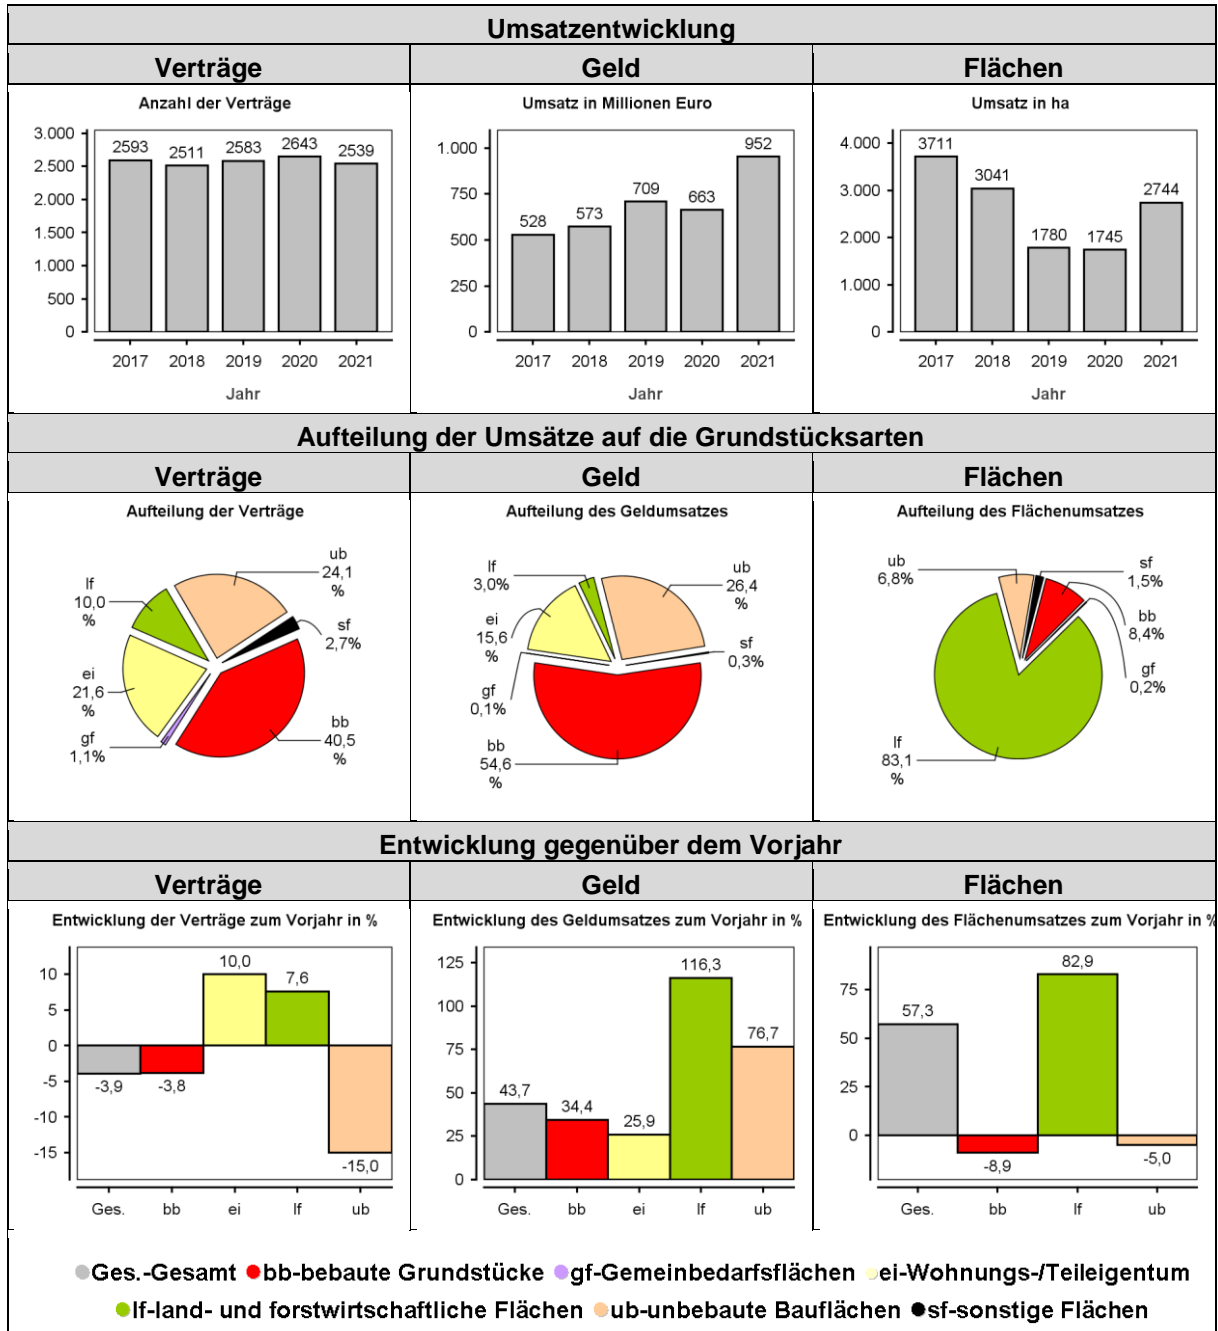 Umsatzentwicklung
Verträge
Geld
Flächen
Anzahl der Verträge
3.000
2.500
2.000
1.500
1.000
500
0
2593
2511
2583
2643
2539
2017 2018 2019 2020 2021
Jahr
Umsatz in Millionen Euro
1.000
750
500
250
0
528
573
709
663
952
2017 2018 2019 2020 2021
Jahr
Umsatz in ha
4.000
3.000
2.000
1.000
0
3711
3041
1780
1745
2744
2017 2018 2019 2020 2021
Jahr
Aufteilung der Umsätze auf die Grundstücksarten
Verträge
Geld
Flächen
Aufteilung der Verträge
ub
24,1
%
sf
2,7%
bb
40,5
%
gf
1,1%
ei
21,6
%
lf
10,0
%
Aufteilung des Geldumsatzes
lf
3,0%
ub
26,4
%
sf
0,3%
bb
54,6
%
gf
0,1%
ei
15,6
%
Aufteilung des Flächenumsatzes
ub
6,8%
sf
1,5%
bb
8,4%
gf
0,2%
lf
83,1
%
Entwicklung gegenüber dem Vorjahr
Verträge
Geld
Flächen
Entwicklung der Verträge zum Vorjahr in %
10
5
0
-5
-10
-15
-3,9
-3,8
10,0
7,6
-15,0
Ges. bb ei lf ub
Entwicklung des Geldumsatzes zum Vorjahr in %
125
100
75
50
25
0
43,7
34,4
25,9
116,3
76,7
Ges. bb ei lf ub
Entwicklung des Flächenumsatzes zum Vorjahr in %
75
50
25
0
57,3
-8,9
82,9
-5,0
Ges. bb lf ub
Ges.-Gesamt bb-bebaute Grundstücke gf-Gemeinbedarfsflächen ei-Wohnungs-/Teileigentum
lf-land- und forstwirtschaftliche Flächen ub-unbebaute Bauflächen sf-sonstige Flächen